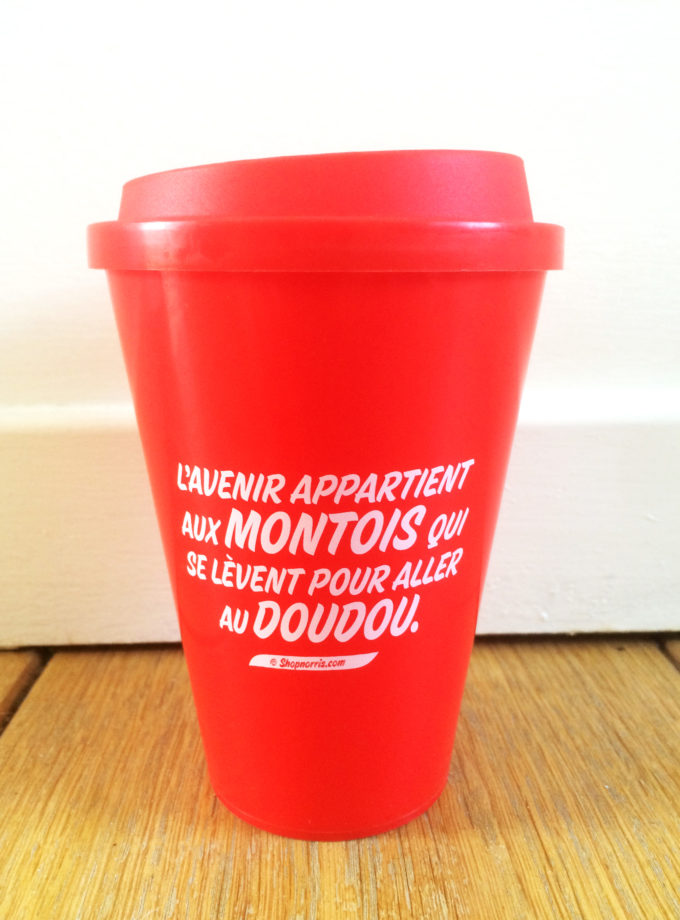 L'AVENIR APPARTIENT
AUX MONTOIS QUI
SE LÈVENT POUR ALLER
AU DOUDOU.
© Shopnorris.com